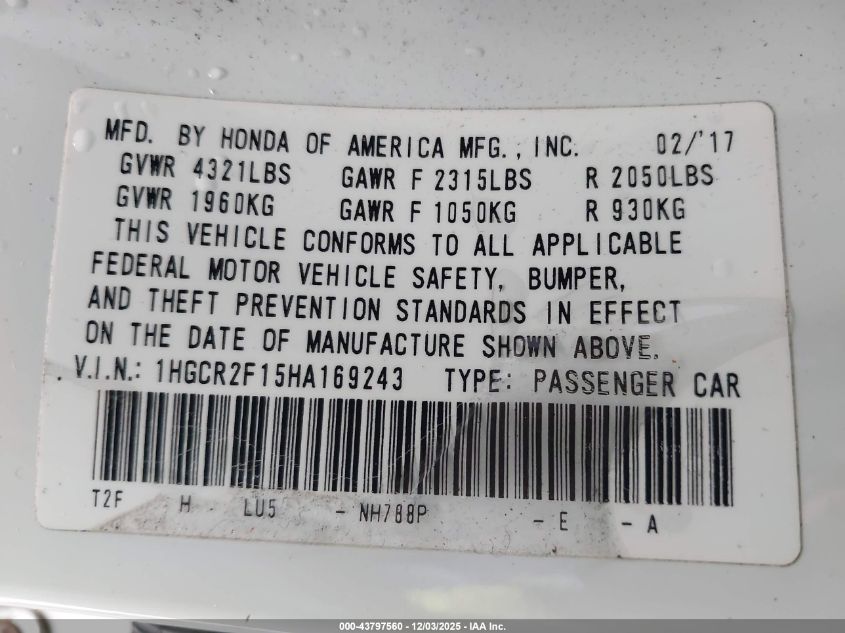 MFD. BY HONDA OF AMERICA MFG., INC. 02/'17
GVWR 4321LBS GAWR F 2315LBS R 2050LBS
GVWR 1960KG GAWR F 1050KG R 930KG
THIS VEHICLE CONFORMS TO ALL APPLICABLE
FEDERAL MOTOR VEHICLE SAFETY, BUMPER,
AND THEFT PREVENTION STANDARDS IN EFFECT
ON THE DATE OF MANUFACTURE SHOWN ABOVE.
V.I.N.: 1HGCR2F15HA169243 TYPE: PASSENGER CAR
T2F H LU5 - NH788P - E - A
000-43797560 - 12/03/2025 - IAA Inc.